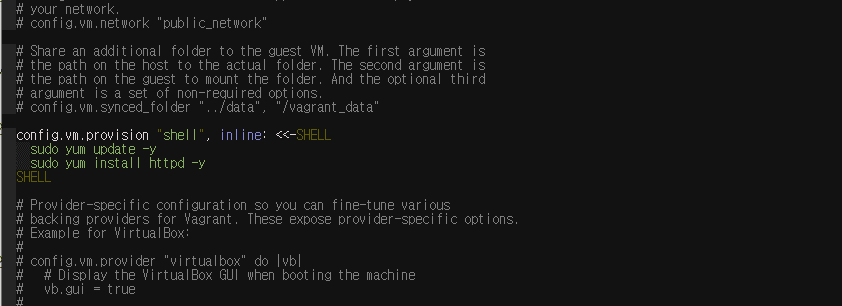 # your network.
# config.vm.network "public_network"
# Share an additional folder to the guest VM. The first argument is
# the path on the host to the actual folder. The second argument is
# the path on the guest to mount the folder. And the optional third
# argument is a set of non-required options.
# config.vm.synced_folder "../data", "/vagrant_data"
config.vm.provision "shell", inline: <<-SHELL
sudo yum update -y
sudo yum install httpd -y
SHELL
# Provider-specific configuration so you can fine-tune various
# backing providers for Vagrant. These expose provider-specific options.
# Example for VirtualBox:
#
# config.vm.provider "virtualbox" do |vb|
#   # Display the VirtualBox GUI when booting the machine
#   vb.gui = true
#